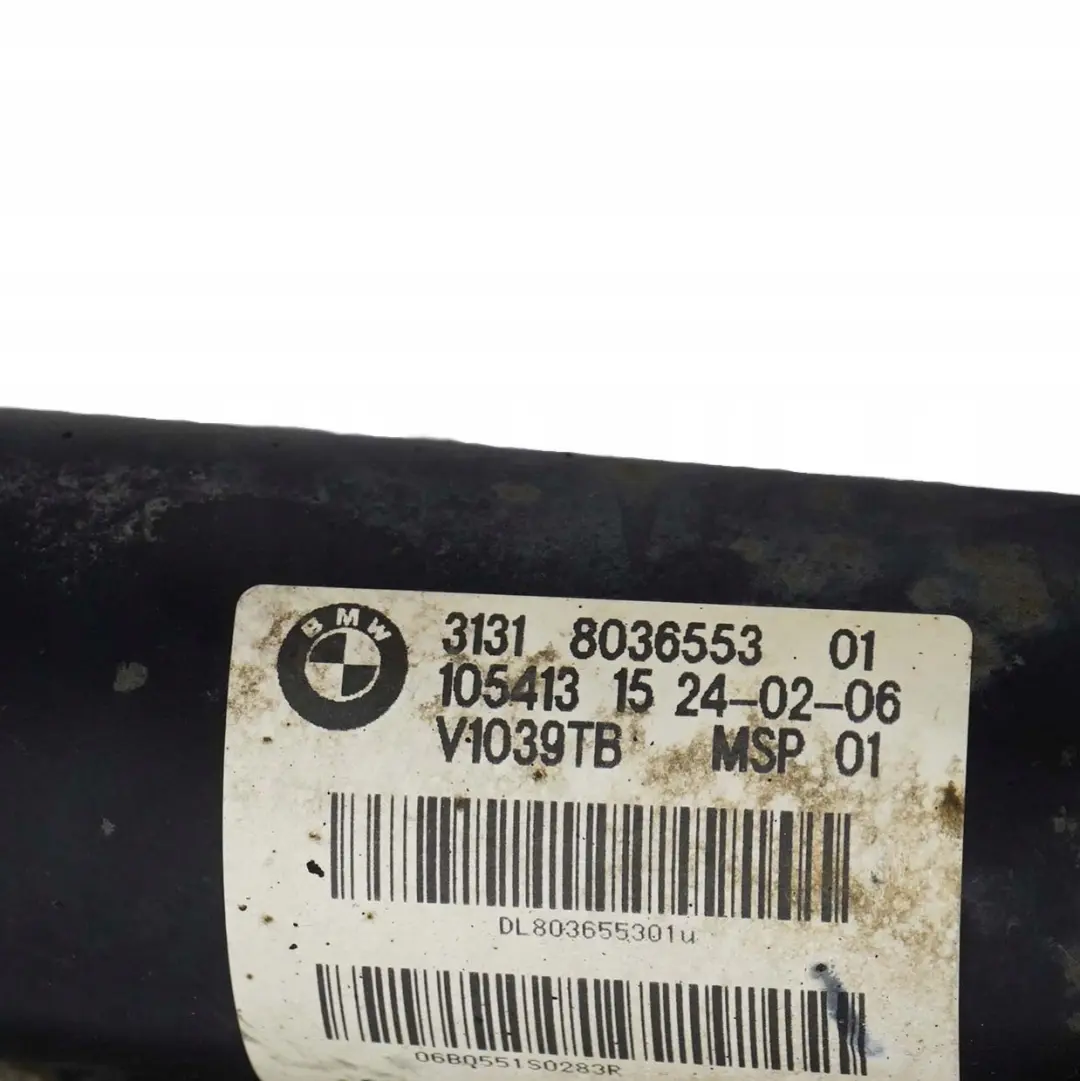 BMW
3131 8036553 01
105413 15 24-02-06
V1039TB MSP 01
DL803655301u
06BQ551S0283R